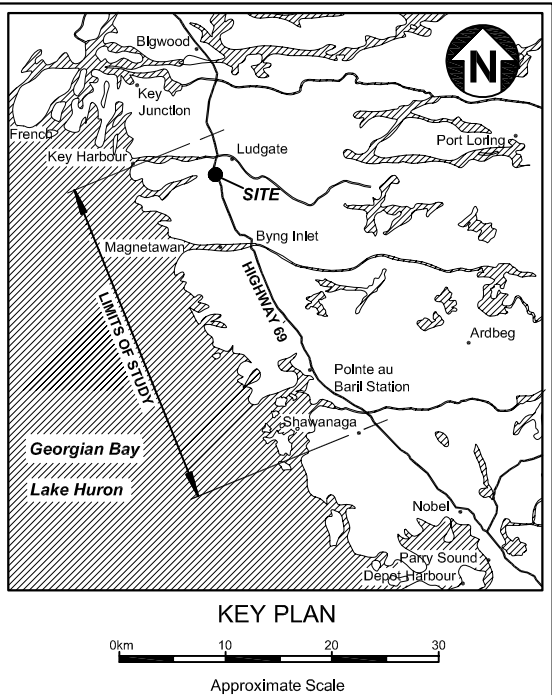 Bigwood
N
Key
Junction
French
Port Loring
Ludgate
Key Harbour
SITE
Magnetawan
Byng Inlet
HIGHWAY 69
LIMITS OF STUDY
Ardbeg
Pointe au
Baril Station
Shawanaga
Georgian Bay
Lake Huron
Nobel
Parry Sound
Depot Harbour
KEY PLAN
0km 10 20 30
Approximate Scale